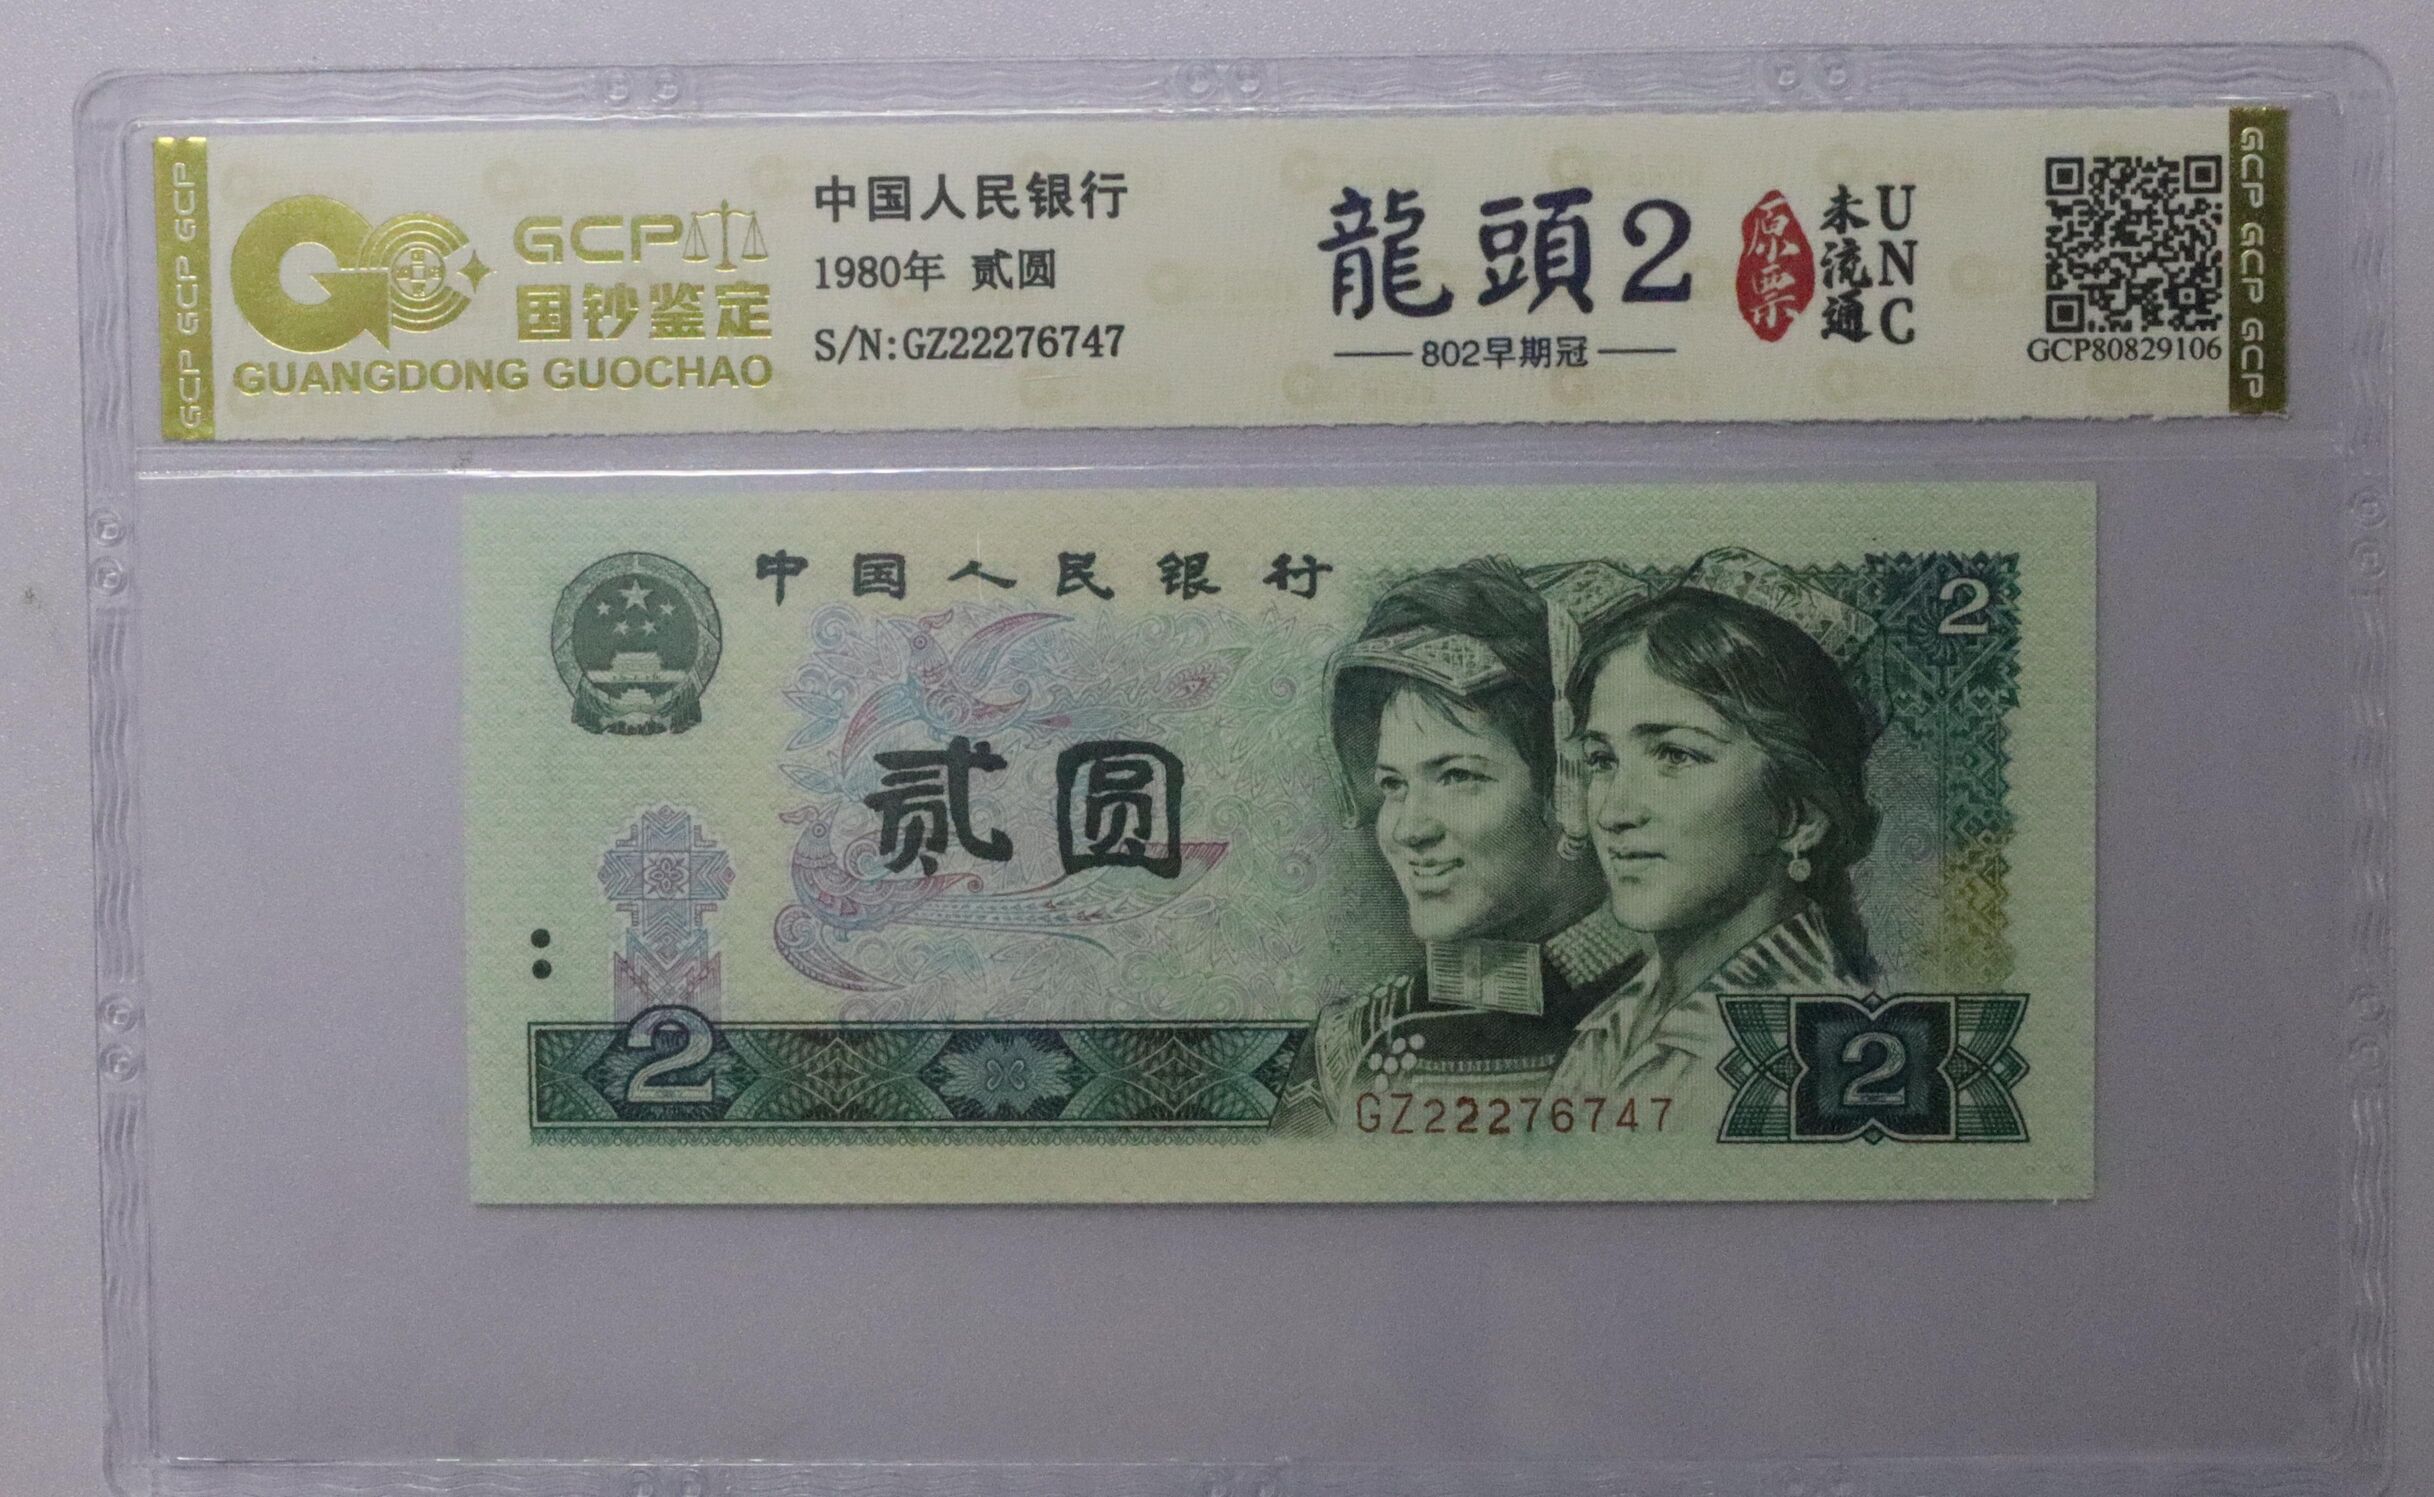 GCP GCP GCP
GCP
国钞鉴定
GUANGDONG GUOCHAO
中国人民银行
1980年 贰圆
S/N:GZ22276747
龍頭2
802早期冠
原票
未流通
UNC
GCP80829106
GCP GCP GCP
中国人民银行
2
贰圆
2
GZ22276747
2